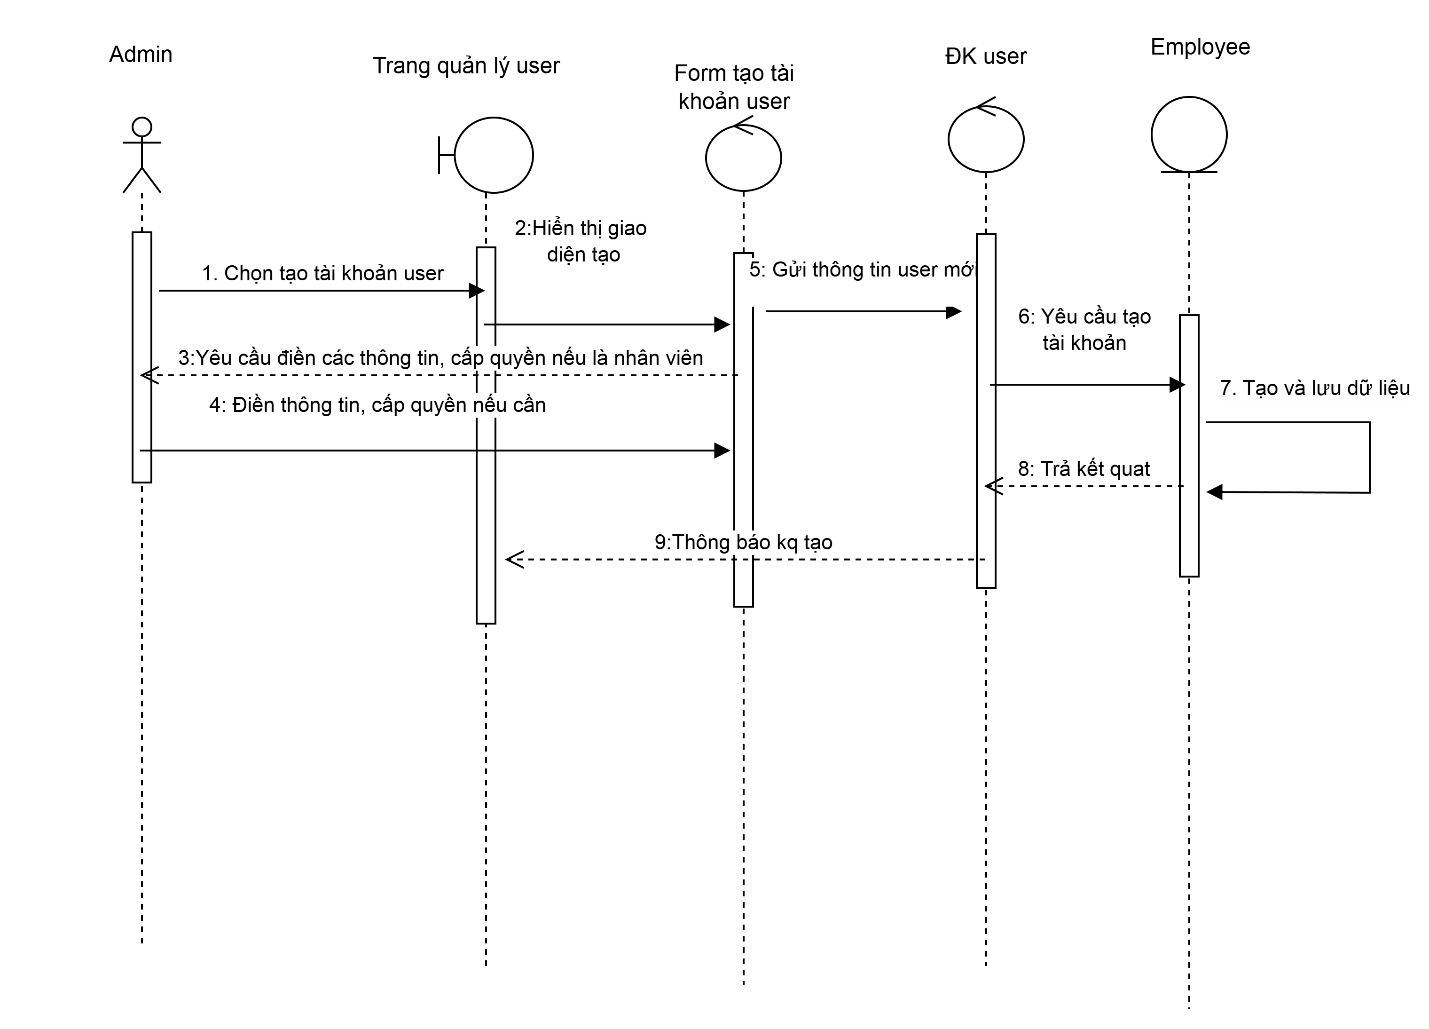 Admin
Trang quản lý user
Form tạo tài
khoản user
ĐK user
Employee
1. Chọn tạo tài khoản user
2:Hiển thị giao
diện tạo
5: Gửi thông tin user mới
6: Yêu cầu tạo
tài khoản
3:Yêu cầu điền các thông tin, cấp quyền nếu là nhân viên
4: Điền thông tin, cấp quyền nếu cần
7. Tạo và lưu dữ liệu
8: Trả kết quat
9:Thông báo kq tạo